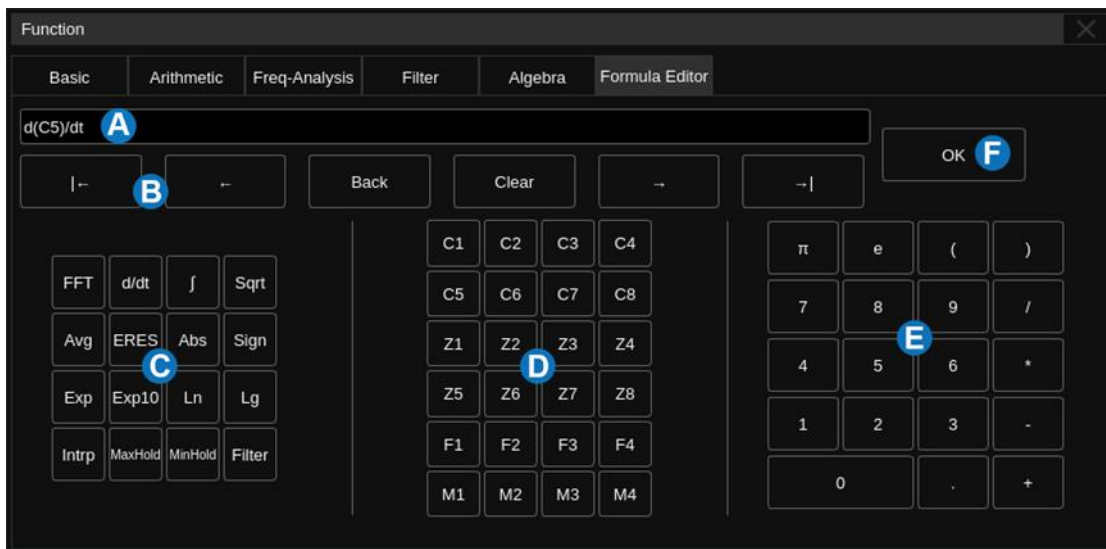 Function
Basic Arithmetic Freq-Analysis Filter Algebra Formula Editor
d(C5)/dt A
OK F
|← B ← Back Clear → →|
FFT d/dt ∫ Sqrt
Avg ERES Abs Sign
C
Exp Exp10 Ln Lg
Intrp MaxHold MinHold Filter
C1 C2 C3 C4
C5 C6 C7 C8
Z1 Z2 Z3 Z4
D
Z5 Z6 Z7 Z8
F1 F2 F3 F4
M1 M2 M3 M4
π e ( )
7 8 9 /
E
4 5 6 *
1 2 3 -
0 . +